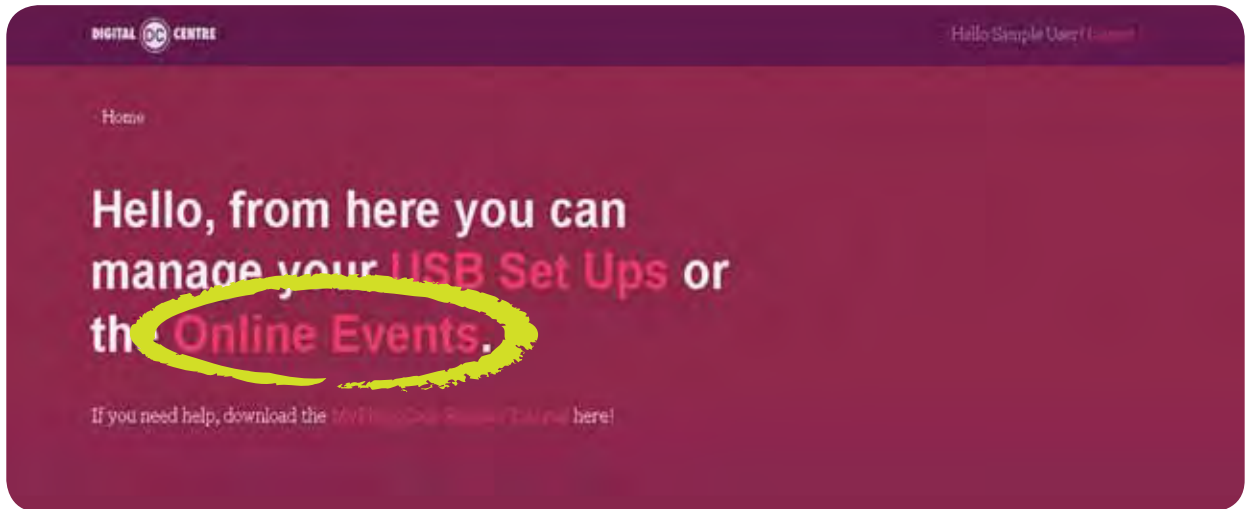 DIGITAL DC CENTRE
Hello Sample User!
Home
Hello, from here you can
manage your USB Set Ups or
the Online Events.
If you need help, download the here!